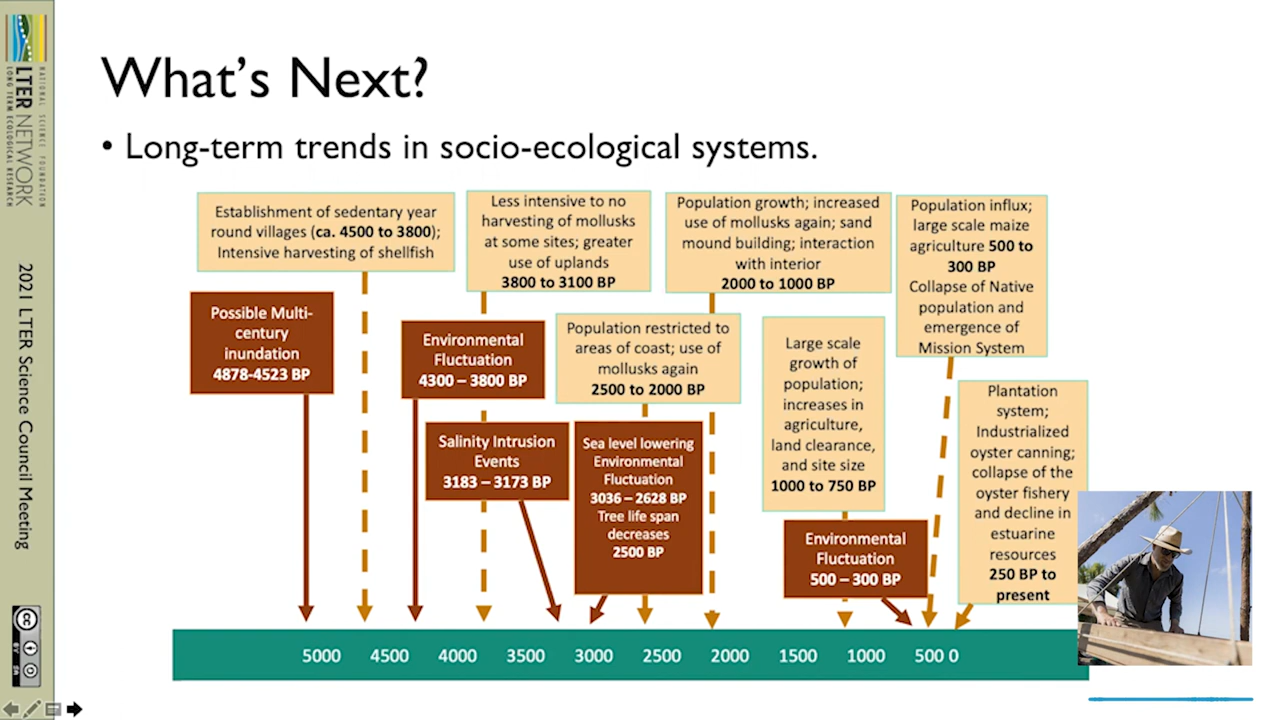 What's Next?
• Long-term trends in socio-ecological systems.
Establishment of sedentary year
round villages (ca. 4500 to 3800);
Intensive harvesting of shellfish
Less intensive to no
harvesting of mollusks
at some sites; greater
use of uplands
3800 to 3100 BP
Population growth; increased
use of mollusks again; sand
mound building; interaction
with interior
2000 to 1000 BP
Population influx;
large scale maize
agriculture 500 to
300 BP
Collapse of Native
population and
emergence of
Mission System
Possible Multi-
century
inundation
4878-4523 BP
Environmental
Fluctuation
4300 – 3800 BP
Population restricted to
areas of coast; use of
mollusks again
2500 to 2000 BP
Large scale
growth of
population;
increases in
agriculture,
land clearance,
and site size
1000 to 750 BP
Plantation
system;
Industrialized
oyster canning;
collapse of the
oyster fishery
and decline in
estuarine
resources
250 BP to
present
Salinity Intrusion
Events
3183 – 3173 BP
Sea level lowering
Environmental
Fluctuation
3036 – 2628 BP
Tree life span
decreases
2500 BP
Environmental
Fluctuation
500 – 300 BP
5000 4500 4000 3500 3000 2500 2000 1500 1000 500 0
NATIONAL SCIENCE FOUNDATION
LTER NETWORK
LONG TERM ECOLOGICAL RESEARCH
2021 LTER Science Council Meeting
cc
BY